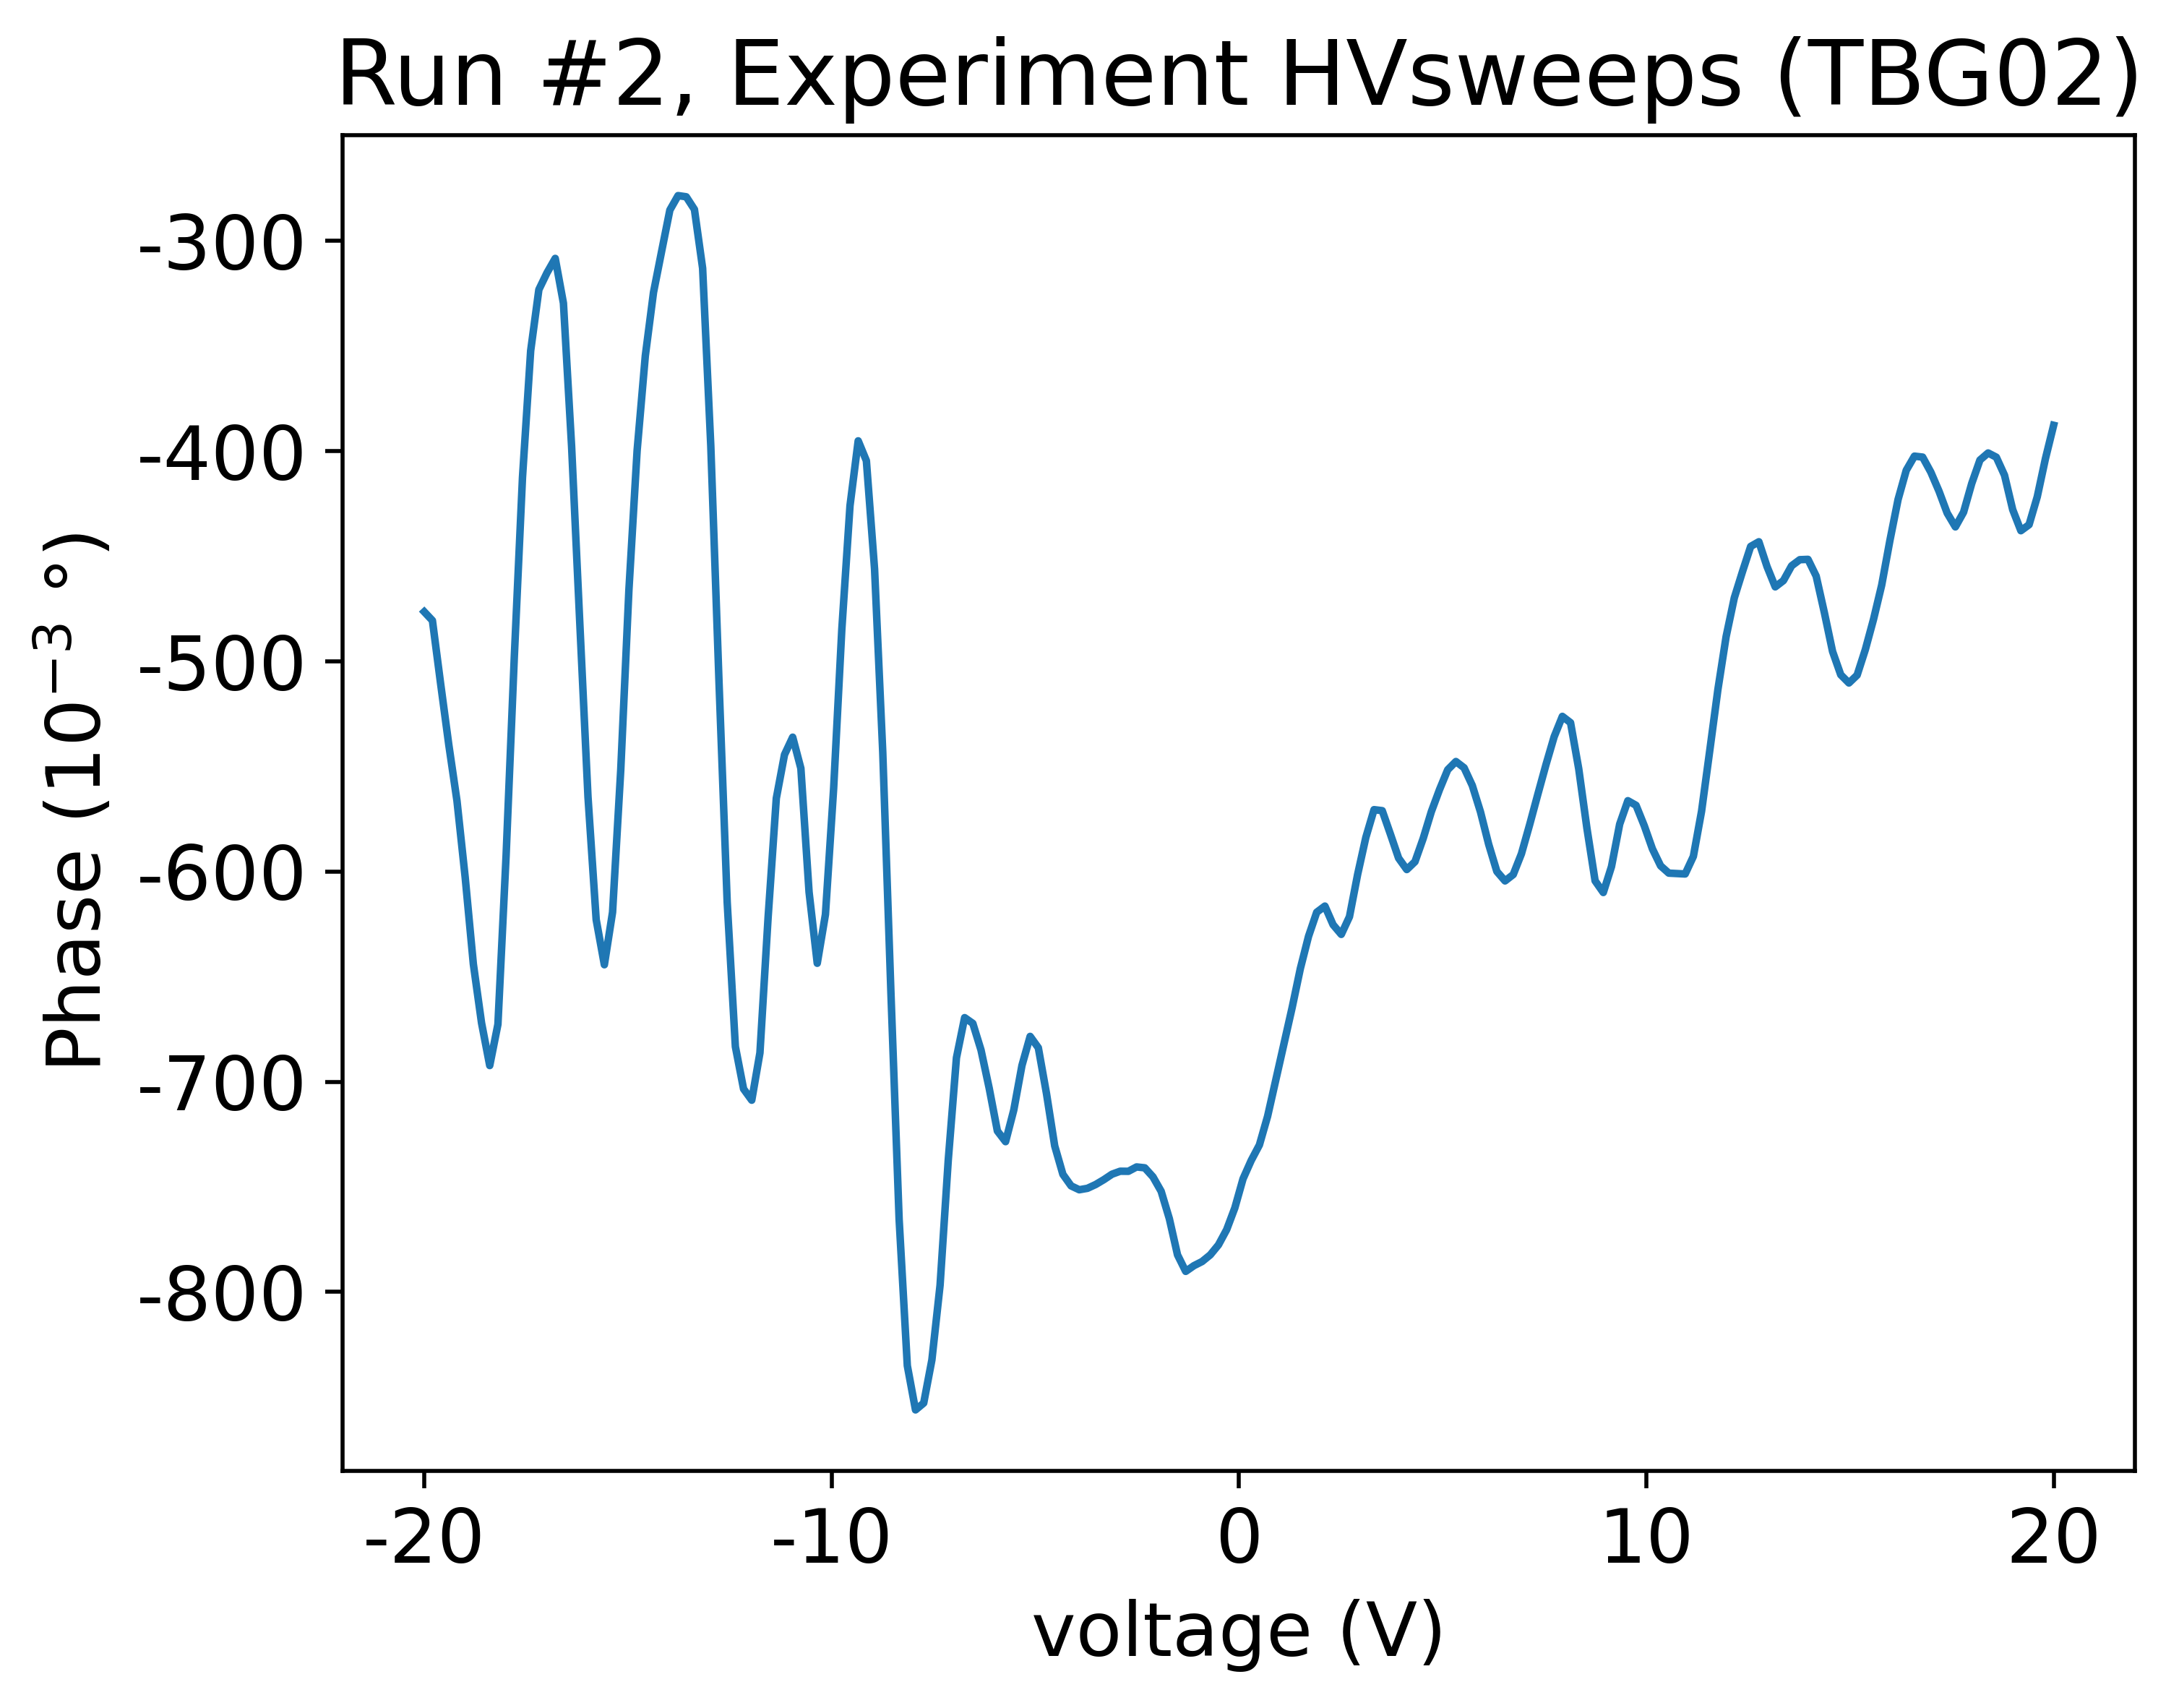 Run #2, Experiment HVsweeps (TBG02)
Phase (10⁻³ °)
-300
-400
-500
-600
-700
-800
-20 -10 0 10 20
voltage (V)